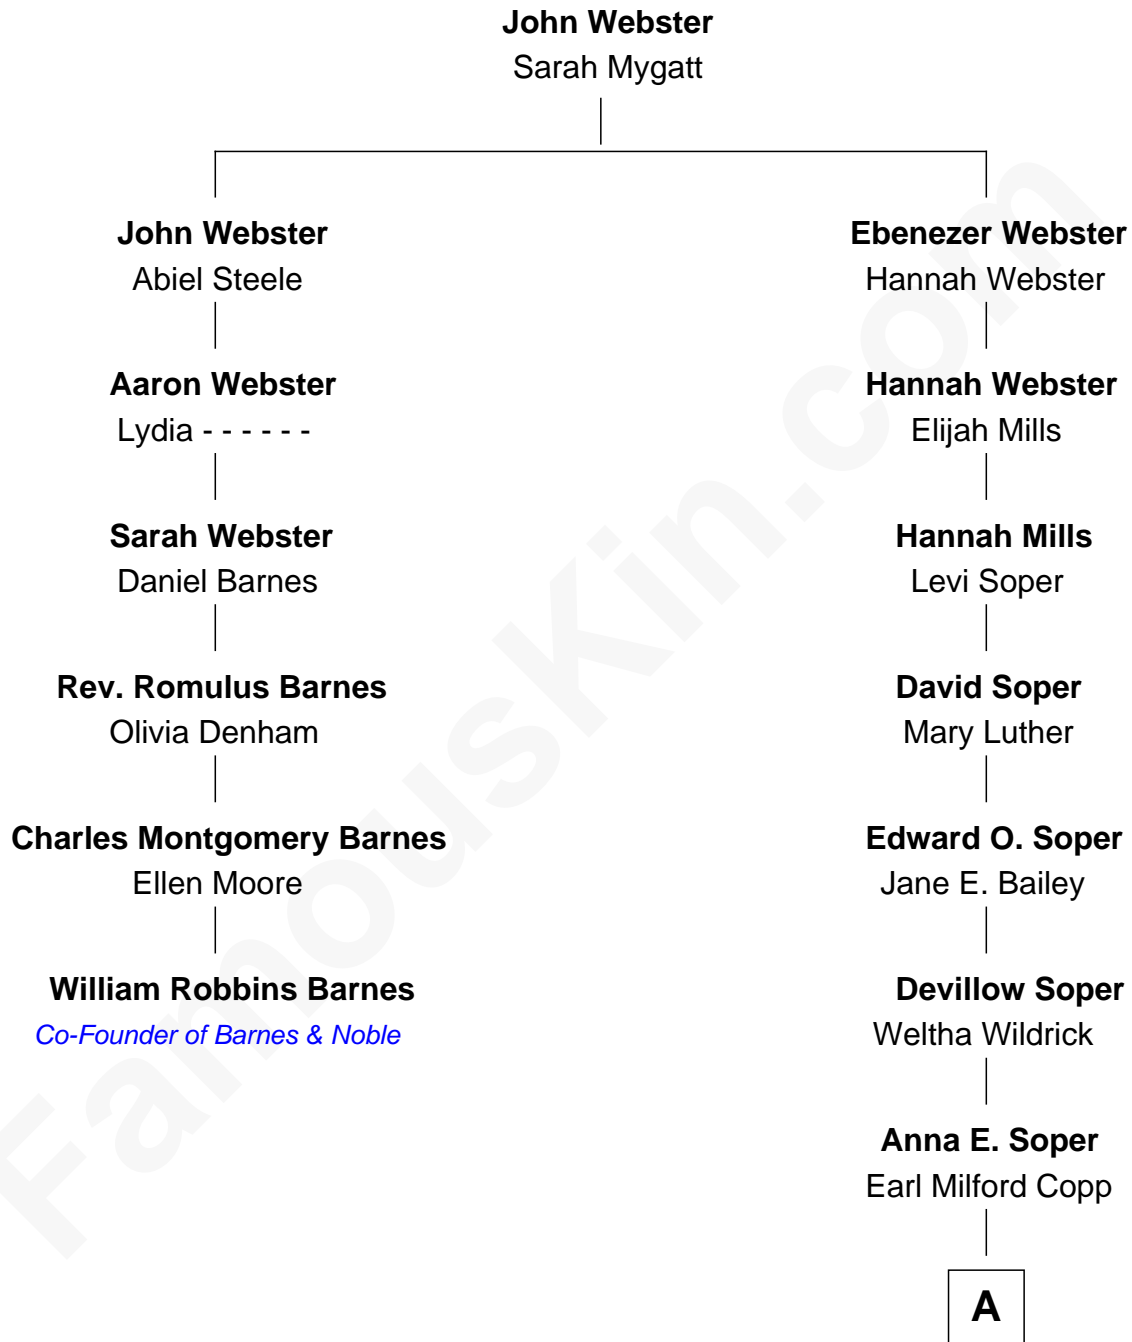 John Webster
Sarah Mygatt
John Webster
Abiel Steele
Ebenezer Webster
Hannah Webster
Aaron Webster
Lydia - - - - - -
Hannah Webster
Elijah Mills
Sarah Webster
Daniel Barnes
Hannah Mills
Levi Soper
Rev. Romulus Barnes
Olivia Denham
David Soper
Mary Luther
Charles Montgomery Barnes
Ellen Moore
Edward O. Soper
Jane E. Bailey
William Robbins Barnes
Co-Founder of Barnes & Noble
Devillow Soper
Weltha Wildrick
Anna E. Soper
Earl Milford Copp
A
FamousKin.com